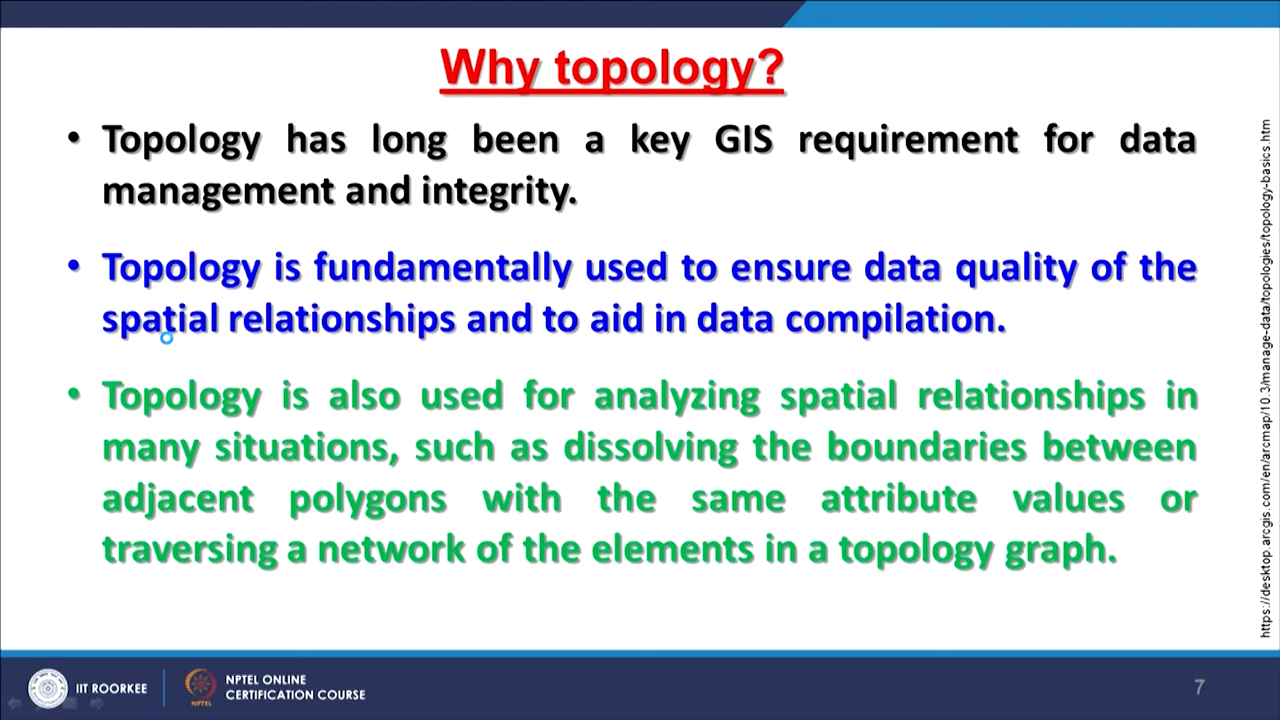 Why topology?
• Topology has long been a key GIS requirement for data
management and integrity.
• Topology is fundamentally used to ensure data quality of the
spatial relationships and to aid in data compilation.
• Topology is also used for analyzing spatial relationships in
many situations, such as dissolving the boundaries between
adjacent polygons with the same attribute values or
traversing a network of the elements in a topology graph.
https://desktop.arcgis.com/en/arcmap/10.3/manage-data/topologies/topology-basics.htm
IIT ROORKEE
NPTEL
NPTEL ONLINE
CERTIFICATION COURSE
7